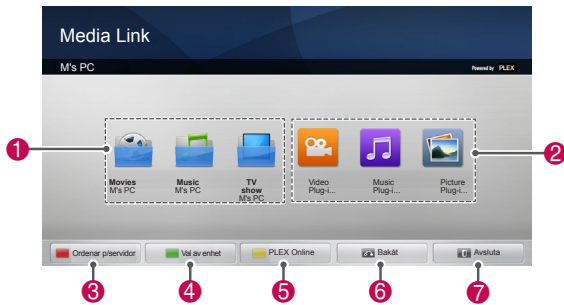 Media Link
M's PC
Powered by PLEX
1
2
Movies
M's PC
Music
M's PC
TV
show
M's PC
Video
Plug-i...
Music
Plug-i...
Picture
Plug-i...
Ordenar p/servidor
Val av enhet
PLEX Online
Bakåt
Avsluta
3
4
5
6
7